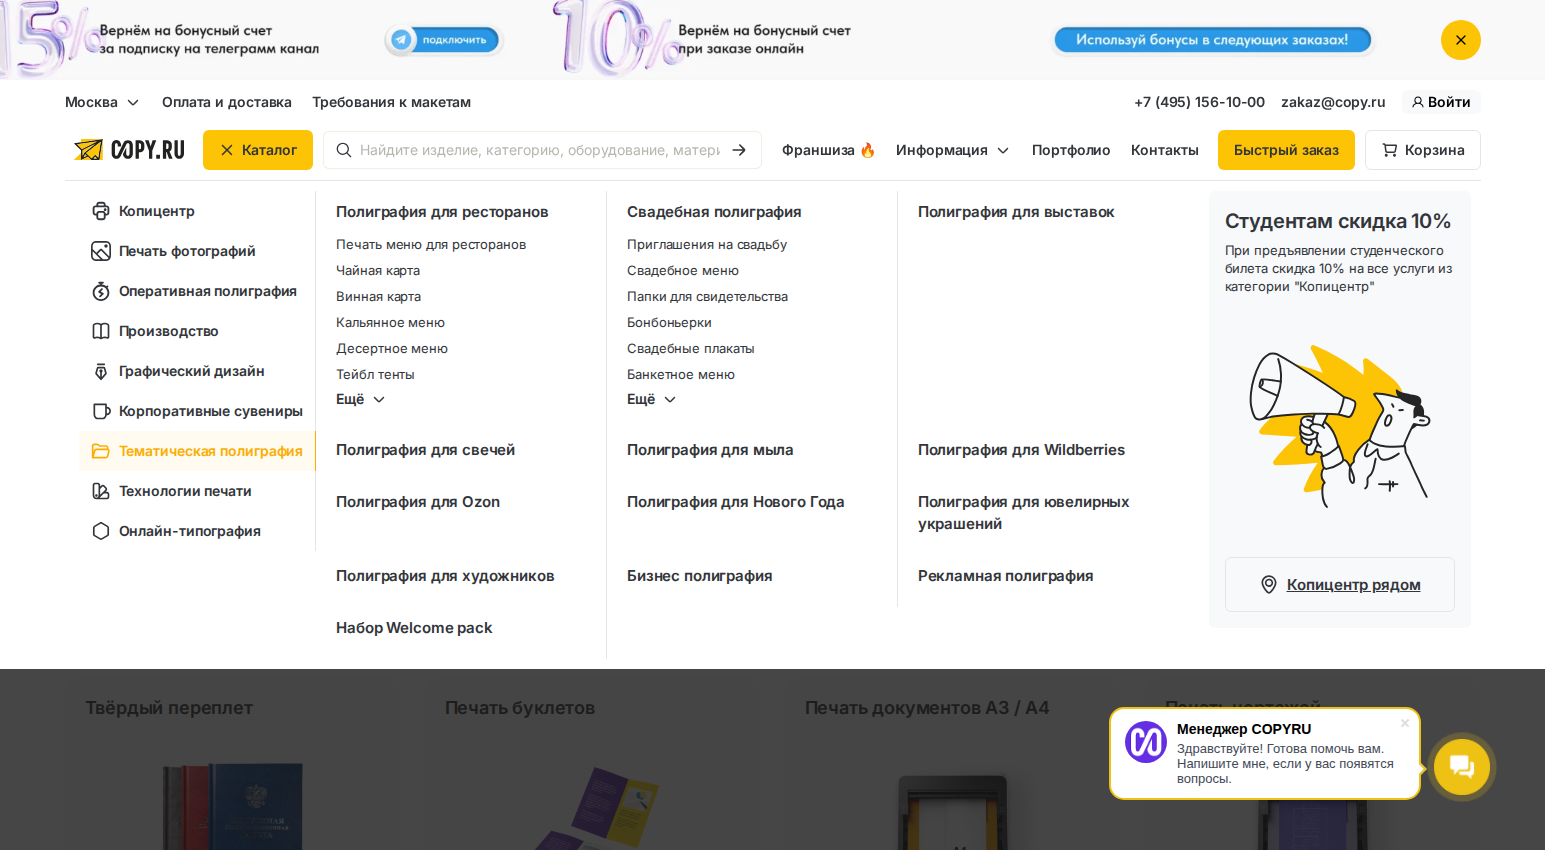 15%
Вернём на бонусный счет
за подписку на телеграмм канал
подключить
10%
Вернём на бонусный счет
при заказе онлайн
Используй бонусы в следующих заказах!
Москва
Оплата и доставка
Требования к макетам
+7 (495) 156-10-00
zakaz@copy.ru
Войти
COPY.RU
Каталог
Найдите изделие, категорию, оборудование, матери
Франшиза 🔥
Информация
Портфолио
Контакты
Быстрый заказ
Корзина
Копицентр
Печать фотографий
Оперативная полиграфия
Производство
Графический дизайн
Корпоративные сувениры
Тематическая полиграфия
Технологии печати
Онлайн-типография
Полиграфия для ресторанов
Печать меню для ресторанов
Чайная карта
Винная карта
Кальянное меню
Десертное меню
Тейбл тенты
Ещё
Свадебная полиграфия
Приглашения на свадьбу
Свадебное меню
Папки для свидетельства
Бонбоньерки
Свадебные плакаты
Банкетное меню
Ещё
Полиграфия для выставок
Полиграфия для свечей
Полиграфия для мыла
Полиграфия для Wildberries
Полиграфия для Ozon
Полиграфия для Нового Года
Полиграфия для ювелирных
украшений
Полиграфия для художников
Бизнес полиграфия
Рекламная полиграфия
Набор Welcome pack
Студентам скидка 10%
При предъявлении студенческого
билета скидка 10% на все услуги из
категории "Копицентр"
Копицентр рядом
Твёрдый переплет
Печать буклетов
Печать документов А3 / А4
Печать чертежей
Менеджер COPYRU
Здравствуйте! Готова помочь вам.
Напишите мне, если у вас появятся
вопросы.